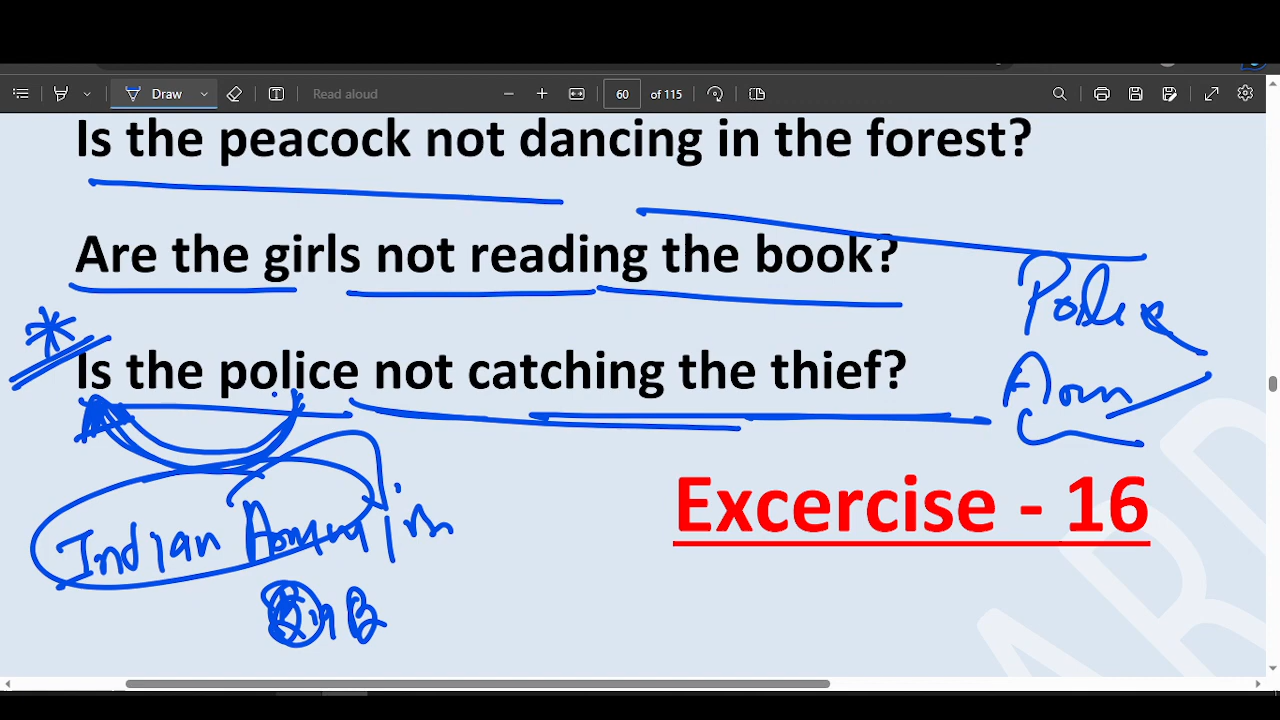 Draw
Read aloud
60 of 115
Is the peacock not dancing in the forest?
Are the girls not reading the book?
Police
Is the police not catching the thief?
Excercise - 16
Indian